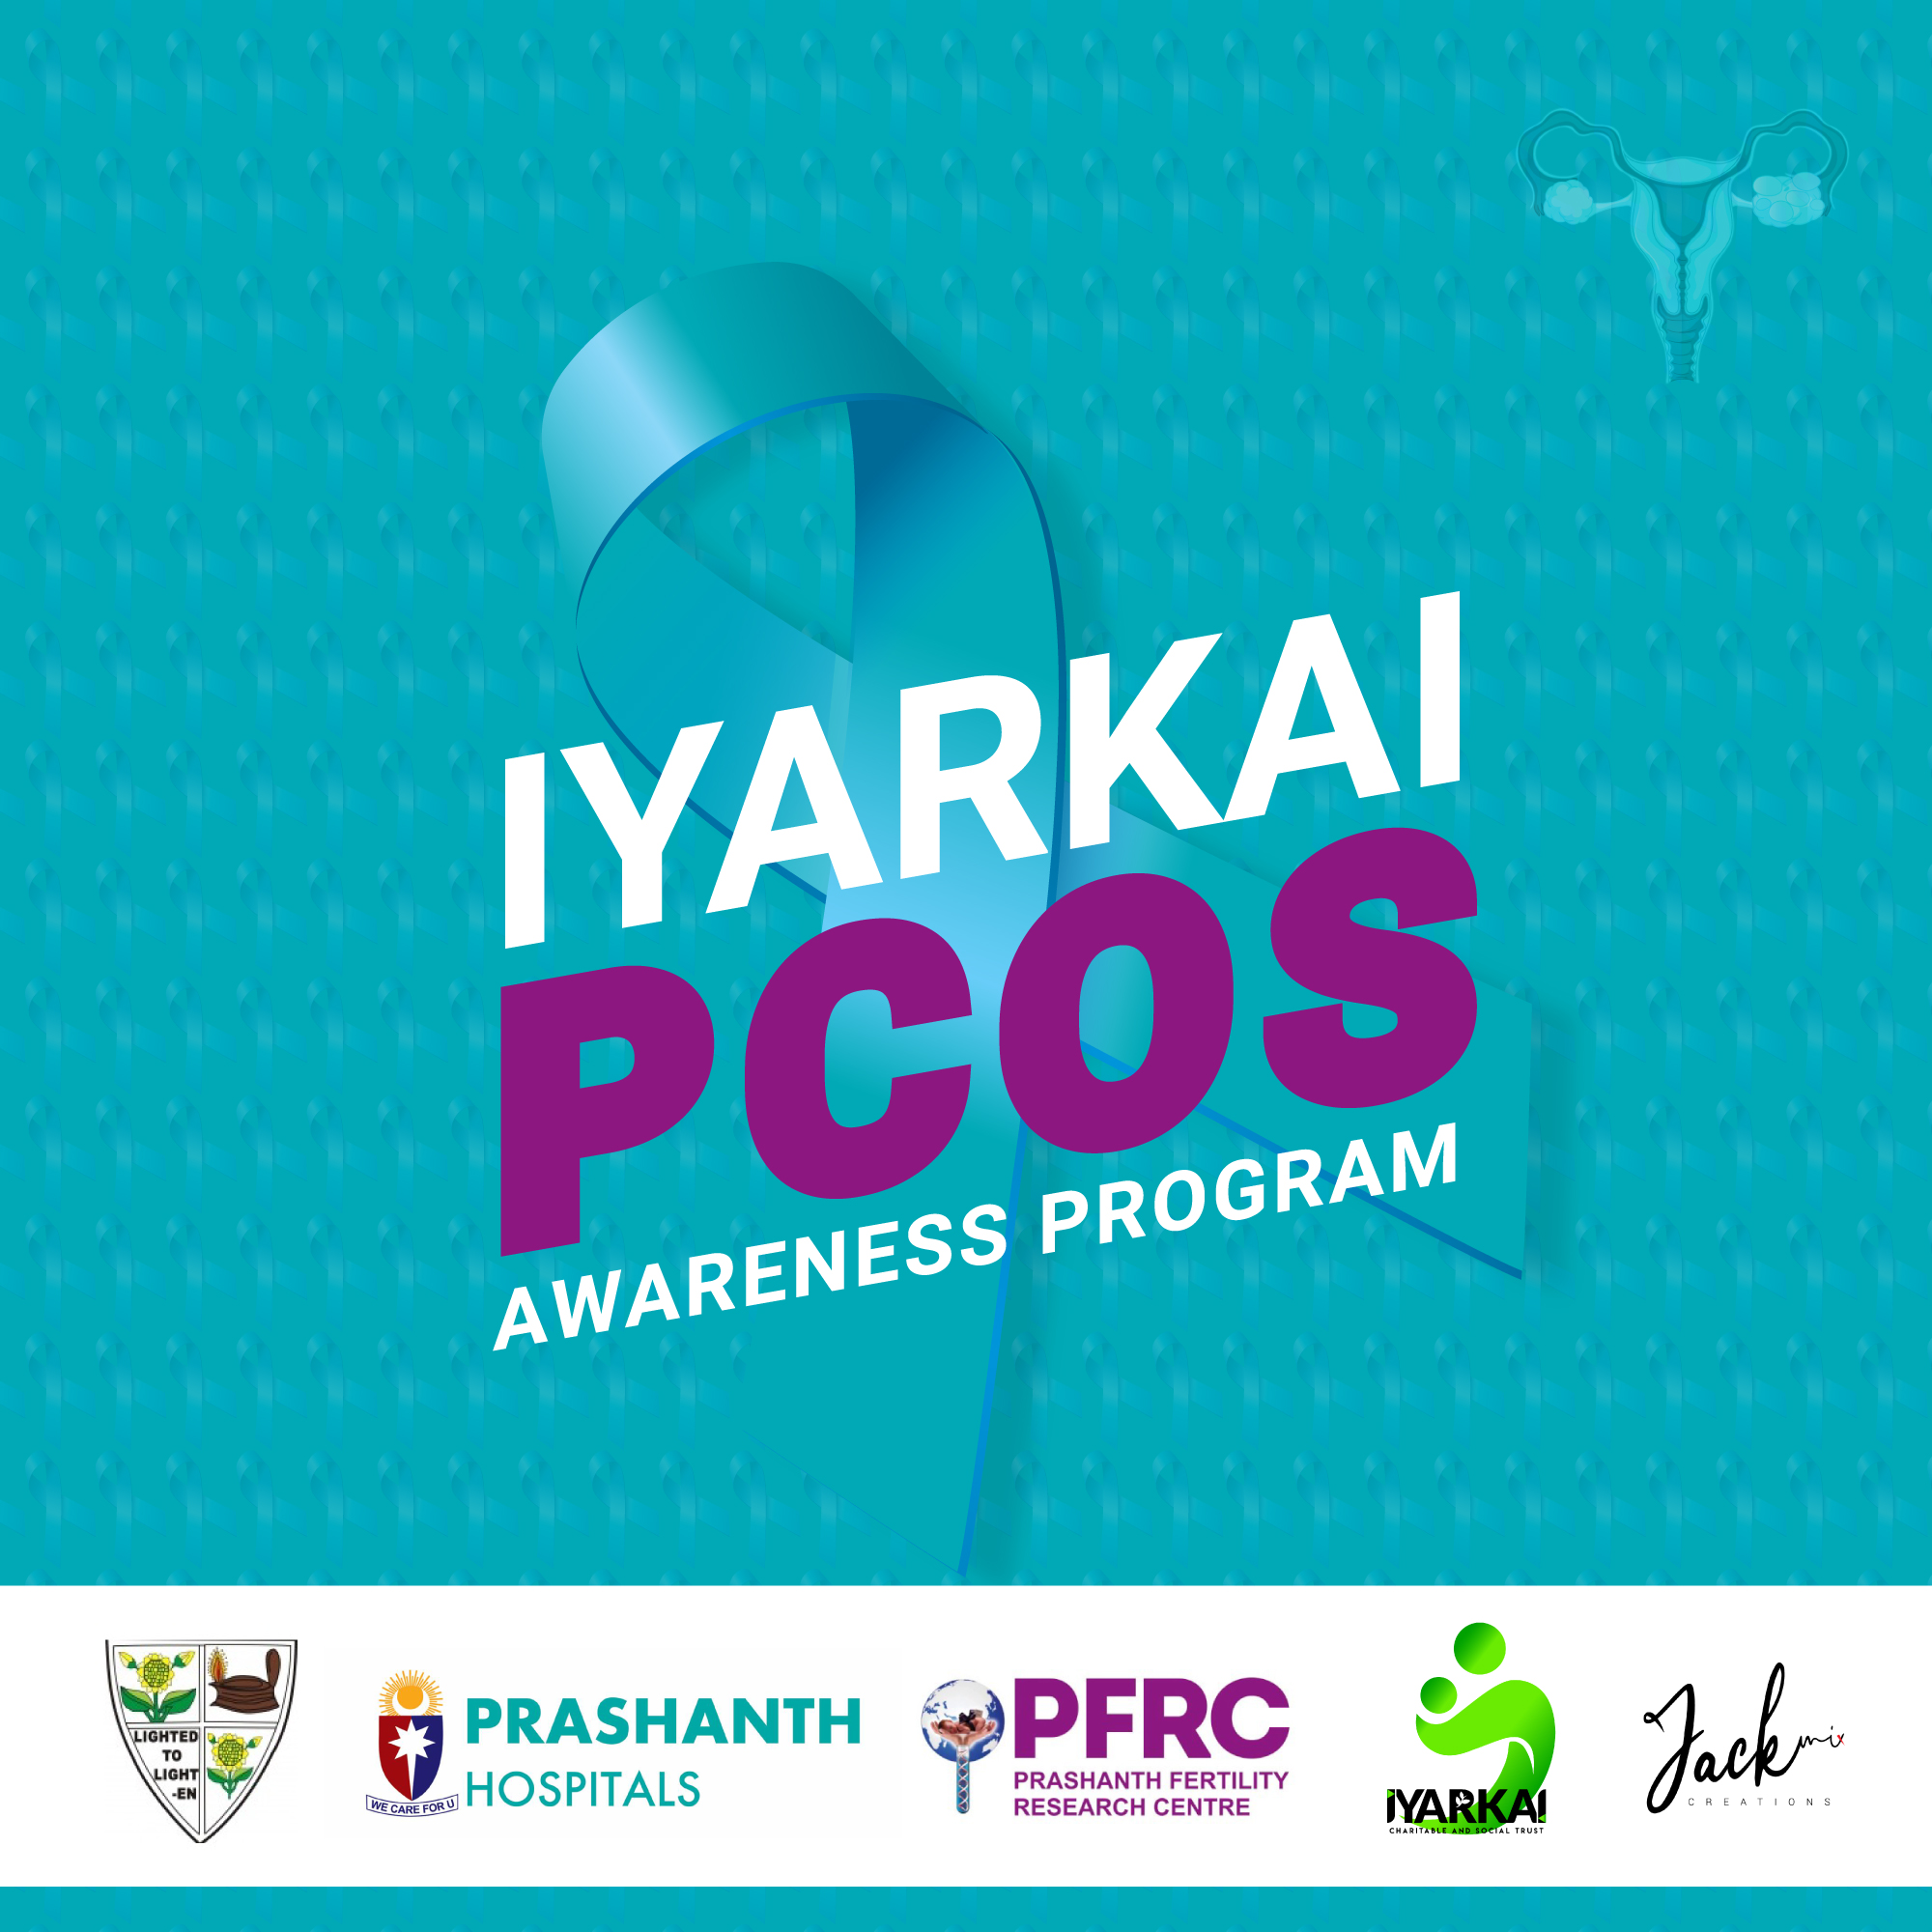 IYARKAI
PCOS
AWARENESS PROGRAM
LIGHTED
TO
LIGHT
-EN
WE CARE FOR U
PRASHANTH
HOSPITALS
PFRC
PRASHANTH FERTILITY
RESEARCH CENTRE
IYARKAI
CHARITABLE AND SOCIAL TRUST
Jack mix
CREATIONS